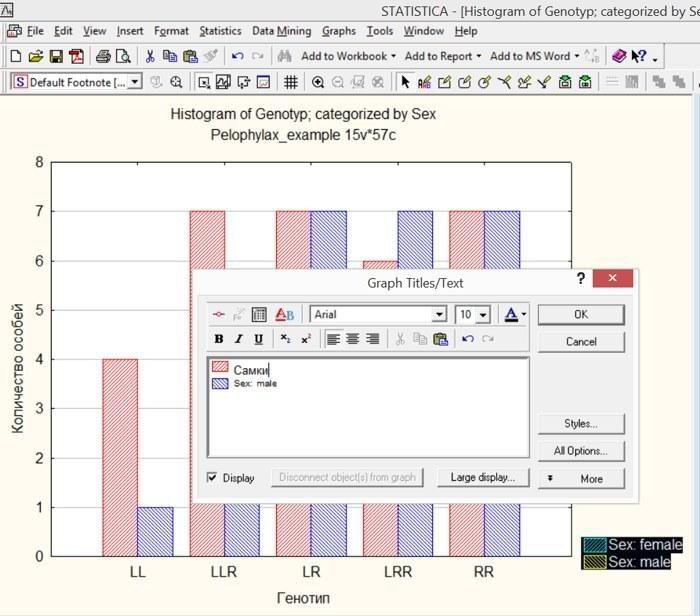 STATISTICA - [Histogram of Genotyp; categorized by Se
File Edit View Insert Format Statistics Data Mining Graphs Tools Window Help
Add to Workbook Add to Report Add to MS Word
S Default Footnote [...
Histogram of Genotyp; categorized by Sex
Pelophylax_example 15v*57c
8
7
6
5
4
3
2
1
0
Количество особей
LL LLR LR LRR RR
Генотип
Sex: female
Sex: male
Graph Titles/Text
? x
Arial 10 A
B I U x₂ x²
Самки
Sex: male
OK
Cancel
Styles...
All Options...
More
Display Disconnect object(s) from graph Large display...